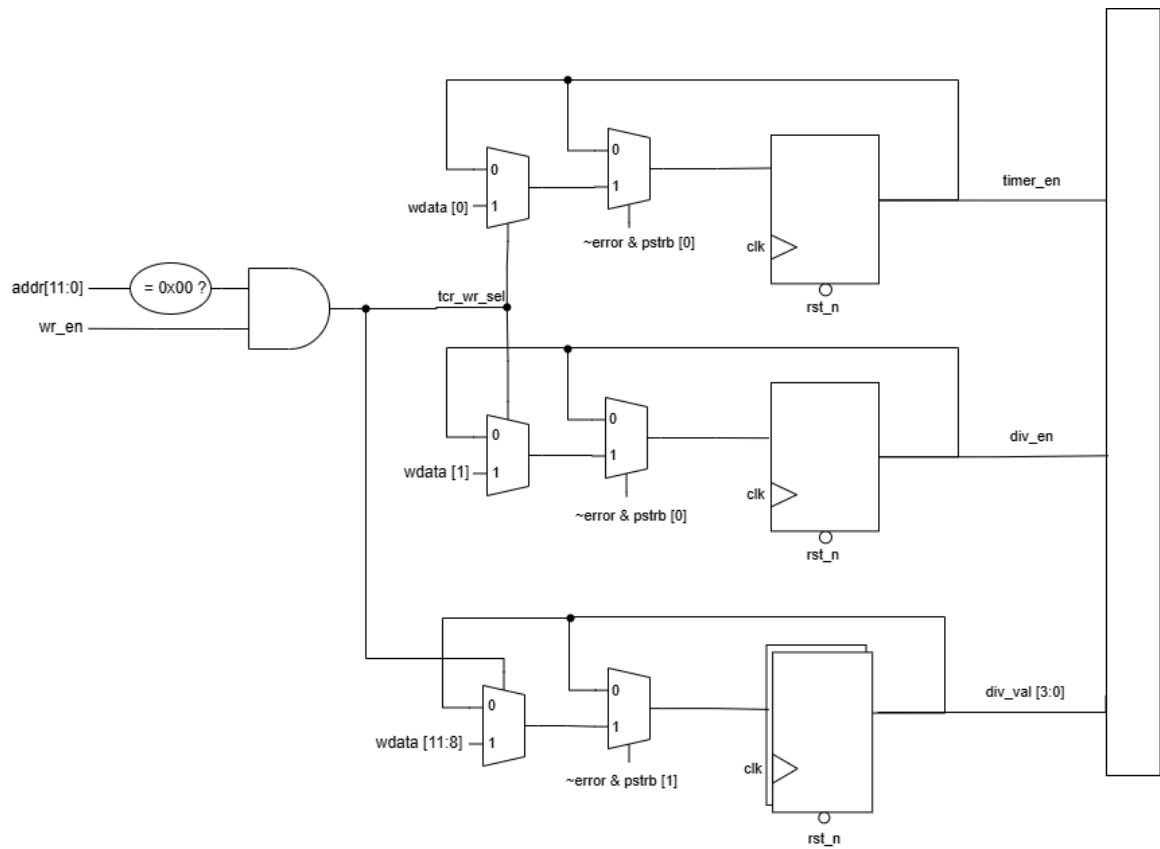 0
wdata [0]
1
0
1
~error & pstrb [0]
clk
rst_n
timer_en
addr[11:0]
= 0x00 ?
wr_en
tcr_wr_sel
0
wdata [1]
1
0
1
~error & pstrb [0]
clk
rst_n
div_en
0
wdata [11:8]
1
0
1
~error & pstrb [1]
clk
rst_n
div_val [3:0]